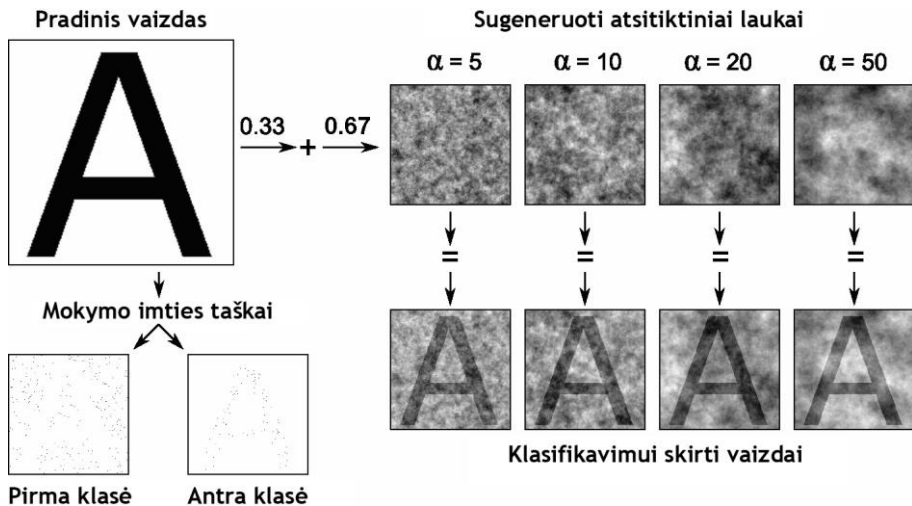 Pradinis vaizdas
A
0.33
+
0.67
Sugeneruoti atsitiktiniai laukai
α = 5 α = 10 α = 20 α = 50
= = = =
A A A A
Klasifikavimui skirti vaizdai
Mokymo imties taškai
Pirma klasė Antra klasė